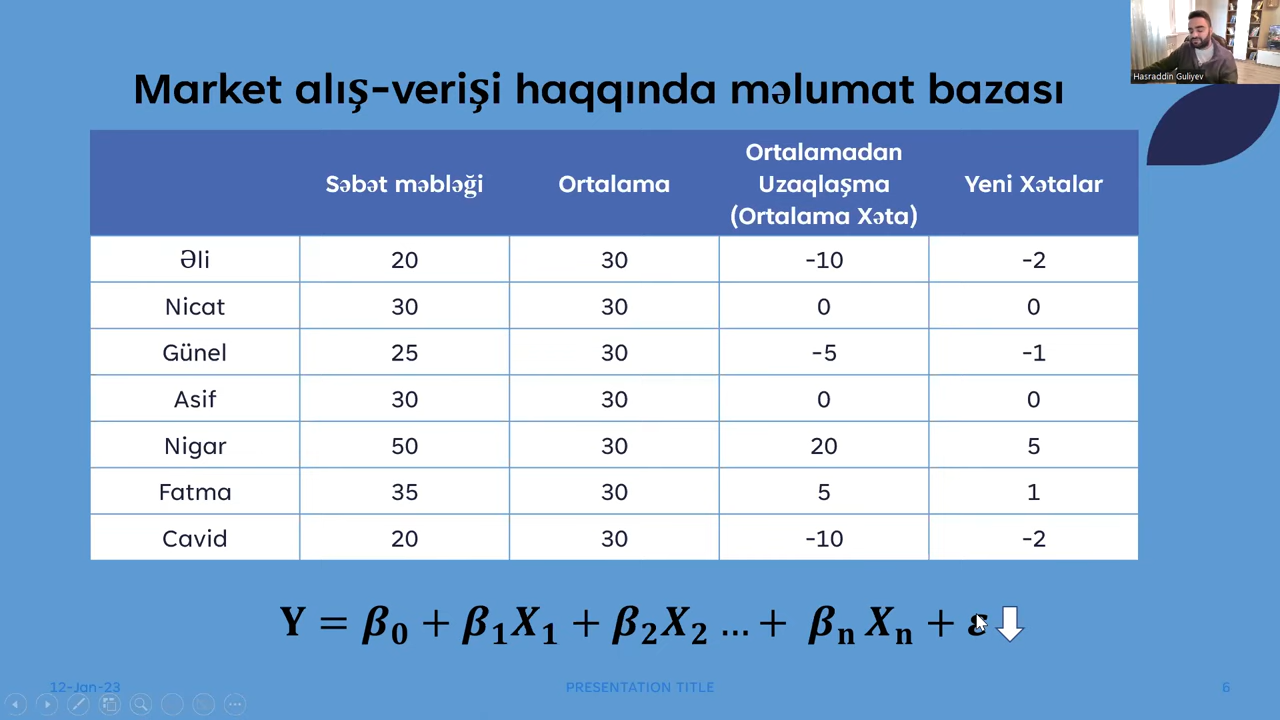 Hasraddin Guliyev
Market alış-verişi haqqında məlumat bazası
Səbət məbləği Ortalama Ortalamadan Uzaqlaşma (Ortalama Xəta) Yeni Xətalar
Əli 20 30 -10 -2
Nicat 30 30 0 0
Günel 25 30 -5 -1
Asif 30 30 0 0
Nigar 50 30 20 5
Fatma 35 30 5 1
Cavid 20 30 -10 -2
Y = β₀ + β₁X₁ + β₂X₂ ...+ βₙ Xₙ + ε
12-Jan-23 PRESENTATION TITLE 6